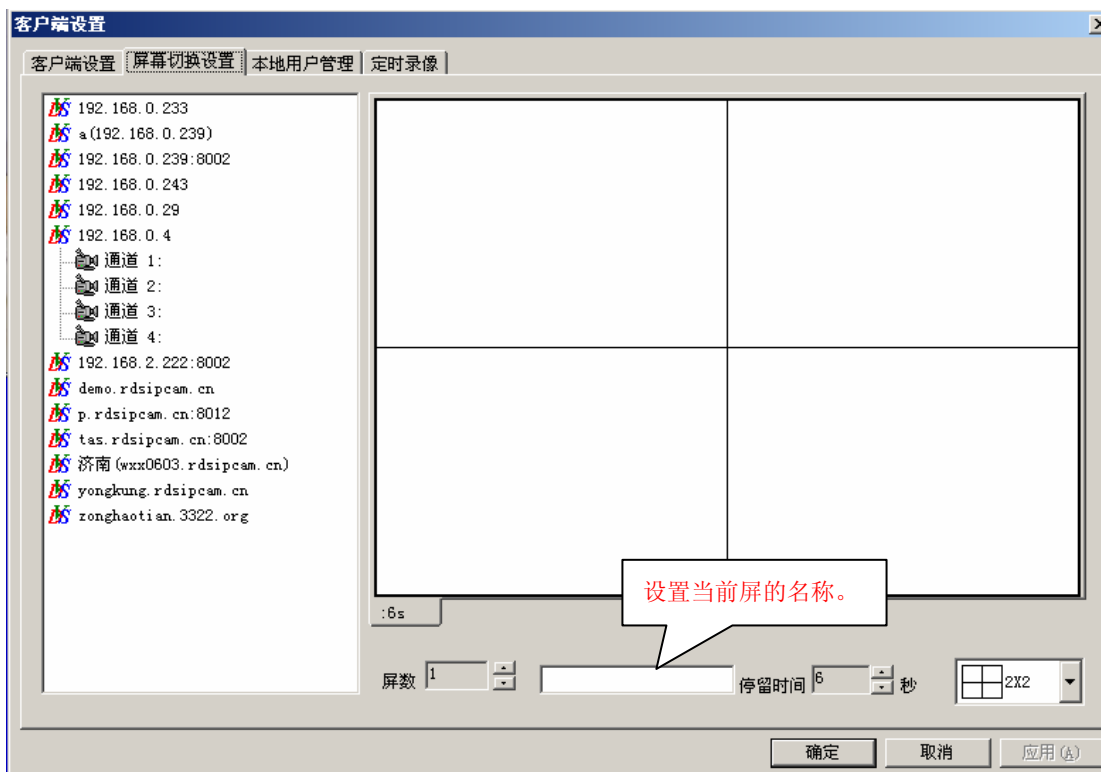 客户端设置
客户端设置 屏幕切换设置 本地用户管理 定时录像
192.168.0.233
a(192.168.0.239)
192.168.0.239:8002
192.168.0.243
192.168.0.29
192.168.0.4
通道 1:
通道 2:
通道 3:
通道 4:
192.168.2.222:8002
demo.rdsipcam.cn
p.rdsipcam.cn:8012
tas.rdsipcam.cn:8002
济南(wxx0603.rdsipcam.cn)
yongkung.rdsipcam.cn
zonghaotian.3322.org
设置当前屏的名称。
:6s
屏数 1 停留时间 6 秒 2X2
确定 取消 应用(A)